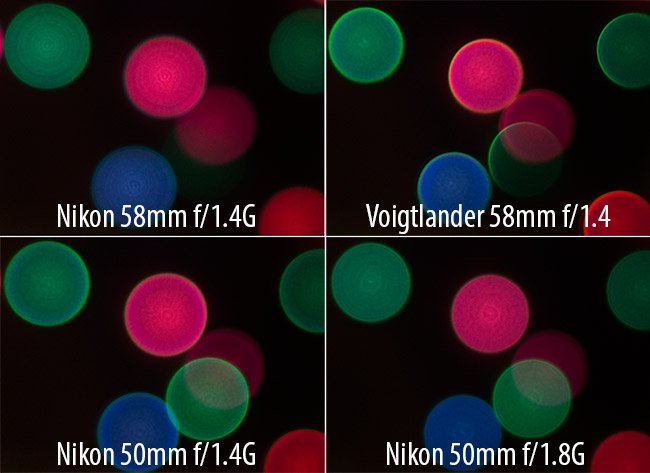 Nikon 58mm f/1.4G
Voigtlander 58mm f/1.4
Nikon 50mm f/1.4G
Nikon 50mm f/1.8G